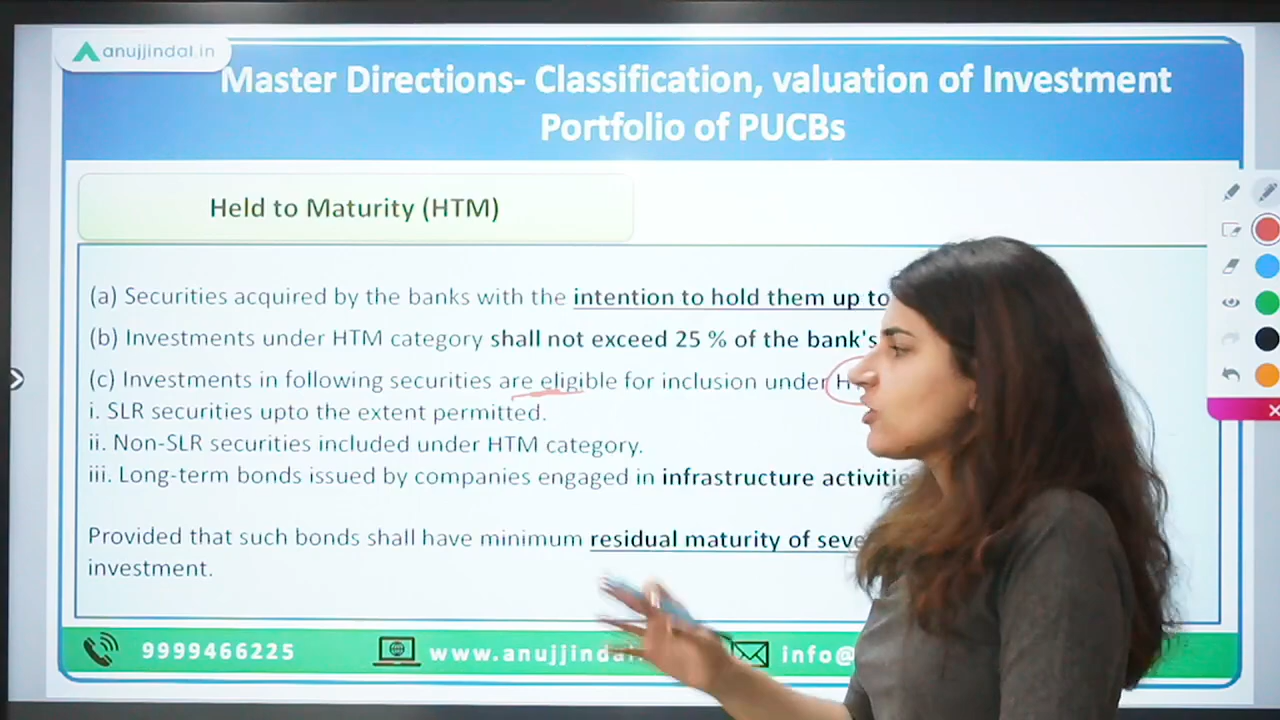 anujjindal.in
Master Directions- Classification, valuation of Investment
Portfolio of PUCBs
Held to Maturity (HTM)
(a) Securities acquired by the banks with the intention to hold them up to
(b) Investments under HTM category shall not exceed 25 % of the bank's
(c) Investments in following securities are eligible for inclusion under
i. SLR securities upto the extent permitted.
ii. Non-SLR securities included under HTM category.
iii. Long-term bonds issued by companies engaged in infrastructure
Provided that such bonds shall have minimum residual maturity of
investment.
9999466225
info@